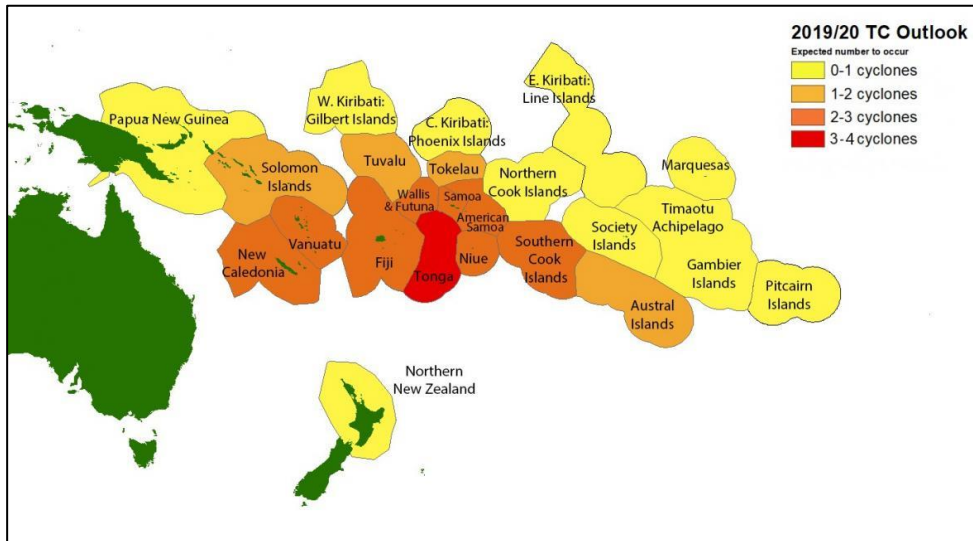 2019/20 TC Outlook
Expected number to occur
0-1 cyclones
1-2 cyclones
2-3 cyclones
3-4 cyclones
E. Kiribati:
Line Islands
W. Kiribati:
Gilbert Islands
C. Kiribati:
Phoenix Islands
Papua New Guinea
Solomon
Islands
Tuvalu
Tokelau
Northern
Cook Islands
Marquesas
Wallis
& Futuna
Samoa
American
Samoa
Timaotu
Achipelago
Society
Islands
New
Caledonia
Vanuatu
Fiji
Tonga
Niue
Southern
Cook
Islands
Gambier
Islands
Pitcairn
Islands
Austral
Islands
Northern
New Zealand